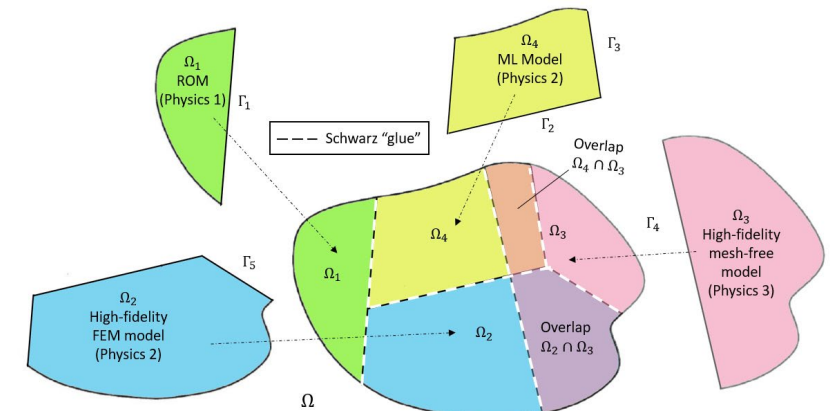 Ω₁
ROM
(Physics 1)
Γ₁
Ω₄
ML Model
(Physics 2)
Γ₃
Γ₂
Schwarz “glue”
Overlap
Ω₄ ∩ Ω₃
Ω₃
High-fidelity
mesh-free
model
(Physics 3)
Γ₄
Ω₂
High-fidelity
FEM model
(Physics 2)
Γ₅
Ω₁
Ω₄
Ω₃
Ω₂
Overlap
Ω₂ ∩ Ω₃
Ω